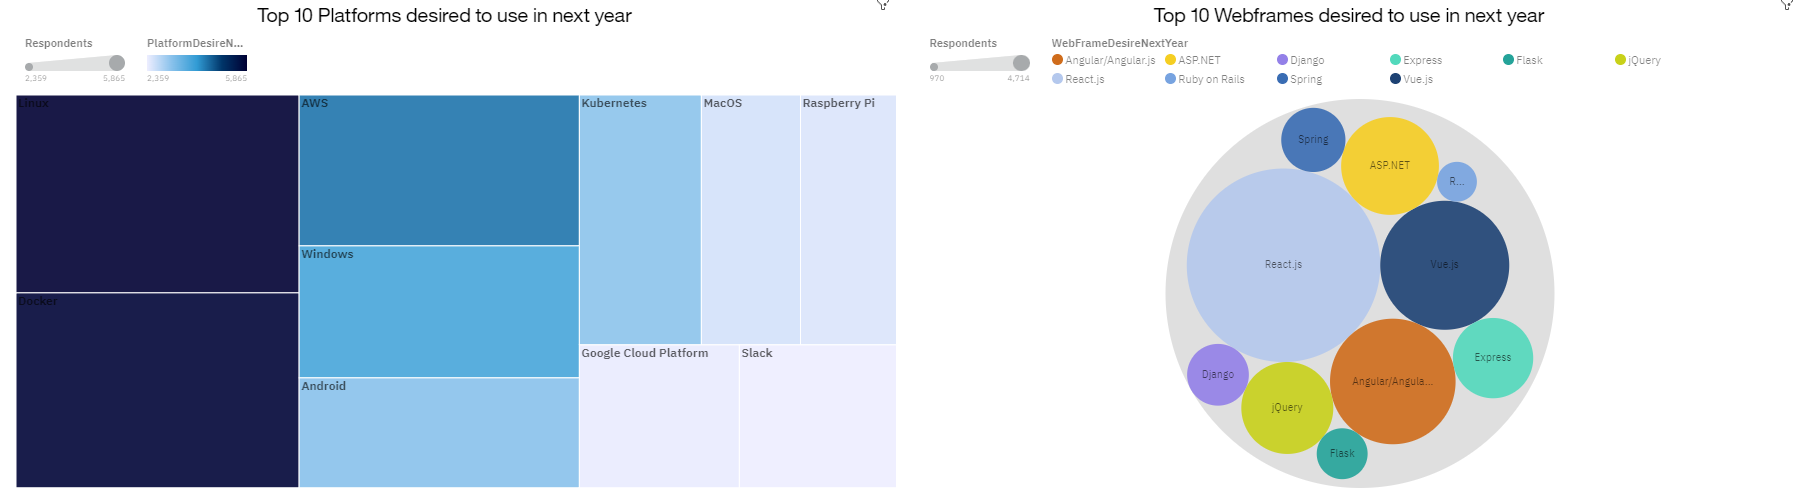 Top 10 Platforms desired to use in next year
Respondents
2,359 5,865
PlatformDesireN...
2,359 5,865
Linux
Docker
AWS
Windows
Android
Kubernetes
MacOS
Raspberry Pi
Google Cloud Platform
Slack
Top 10 Webframes desired to use in next year
Respondents
970 4,714
WebFrameDesireNextYear
Angular/Angular.js ASP.NET Django Express Flask jQuery
React.js Ruby on Rails Spring Vue.js
Spring
ASP.NET
R...
React.js
Vue.js
Express
Django
Angular/Angula...
jQuery
Flask